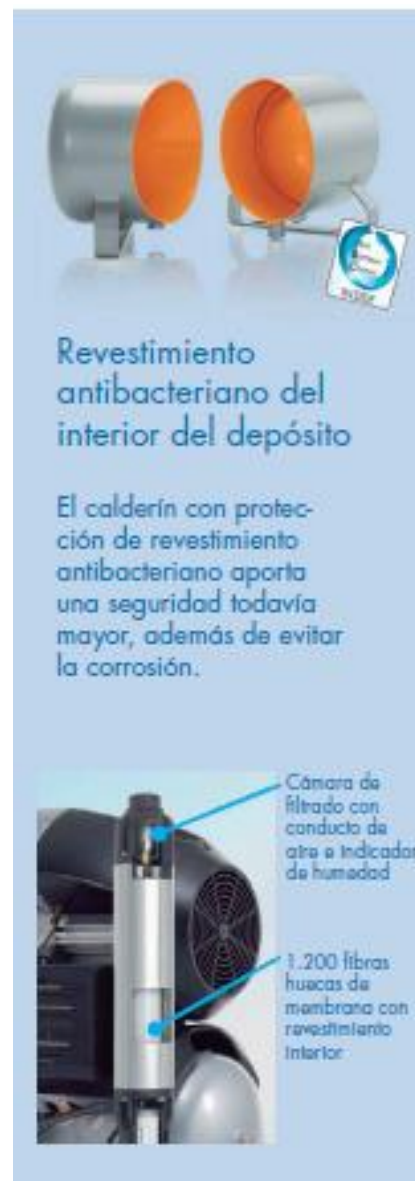 Revestimiento
antibacteriano del
interior del depósito
El calderín con protec-
ción de revestimiento
antibacteriano aporta
una seguridad todavía
mayor, además de evitar
la corrosión.
Cámara de
filtrado con
conducto de
aire e indicador
de humedad
1.200 fibras
huecas de
membrana con
revestimiento
interior